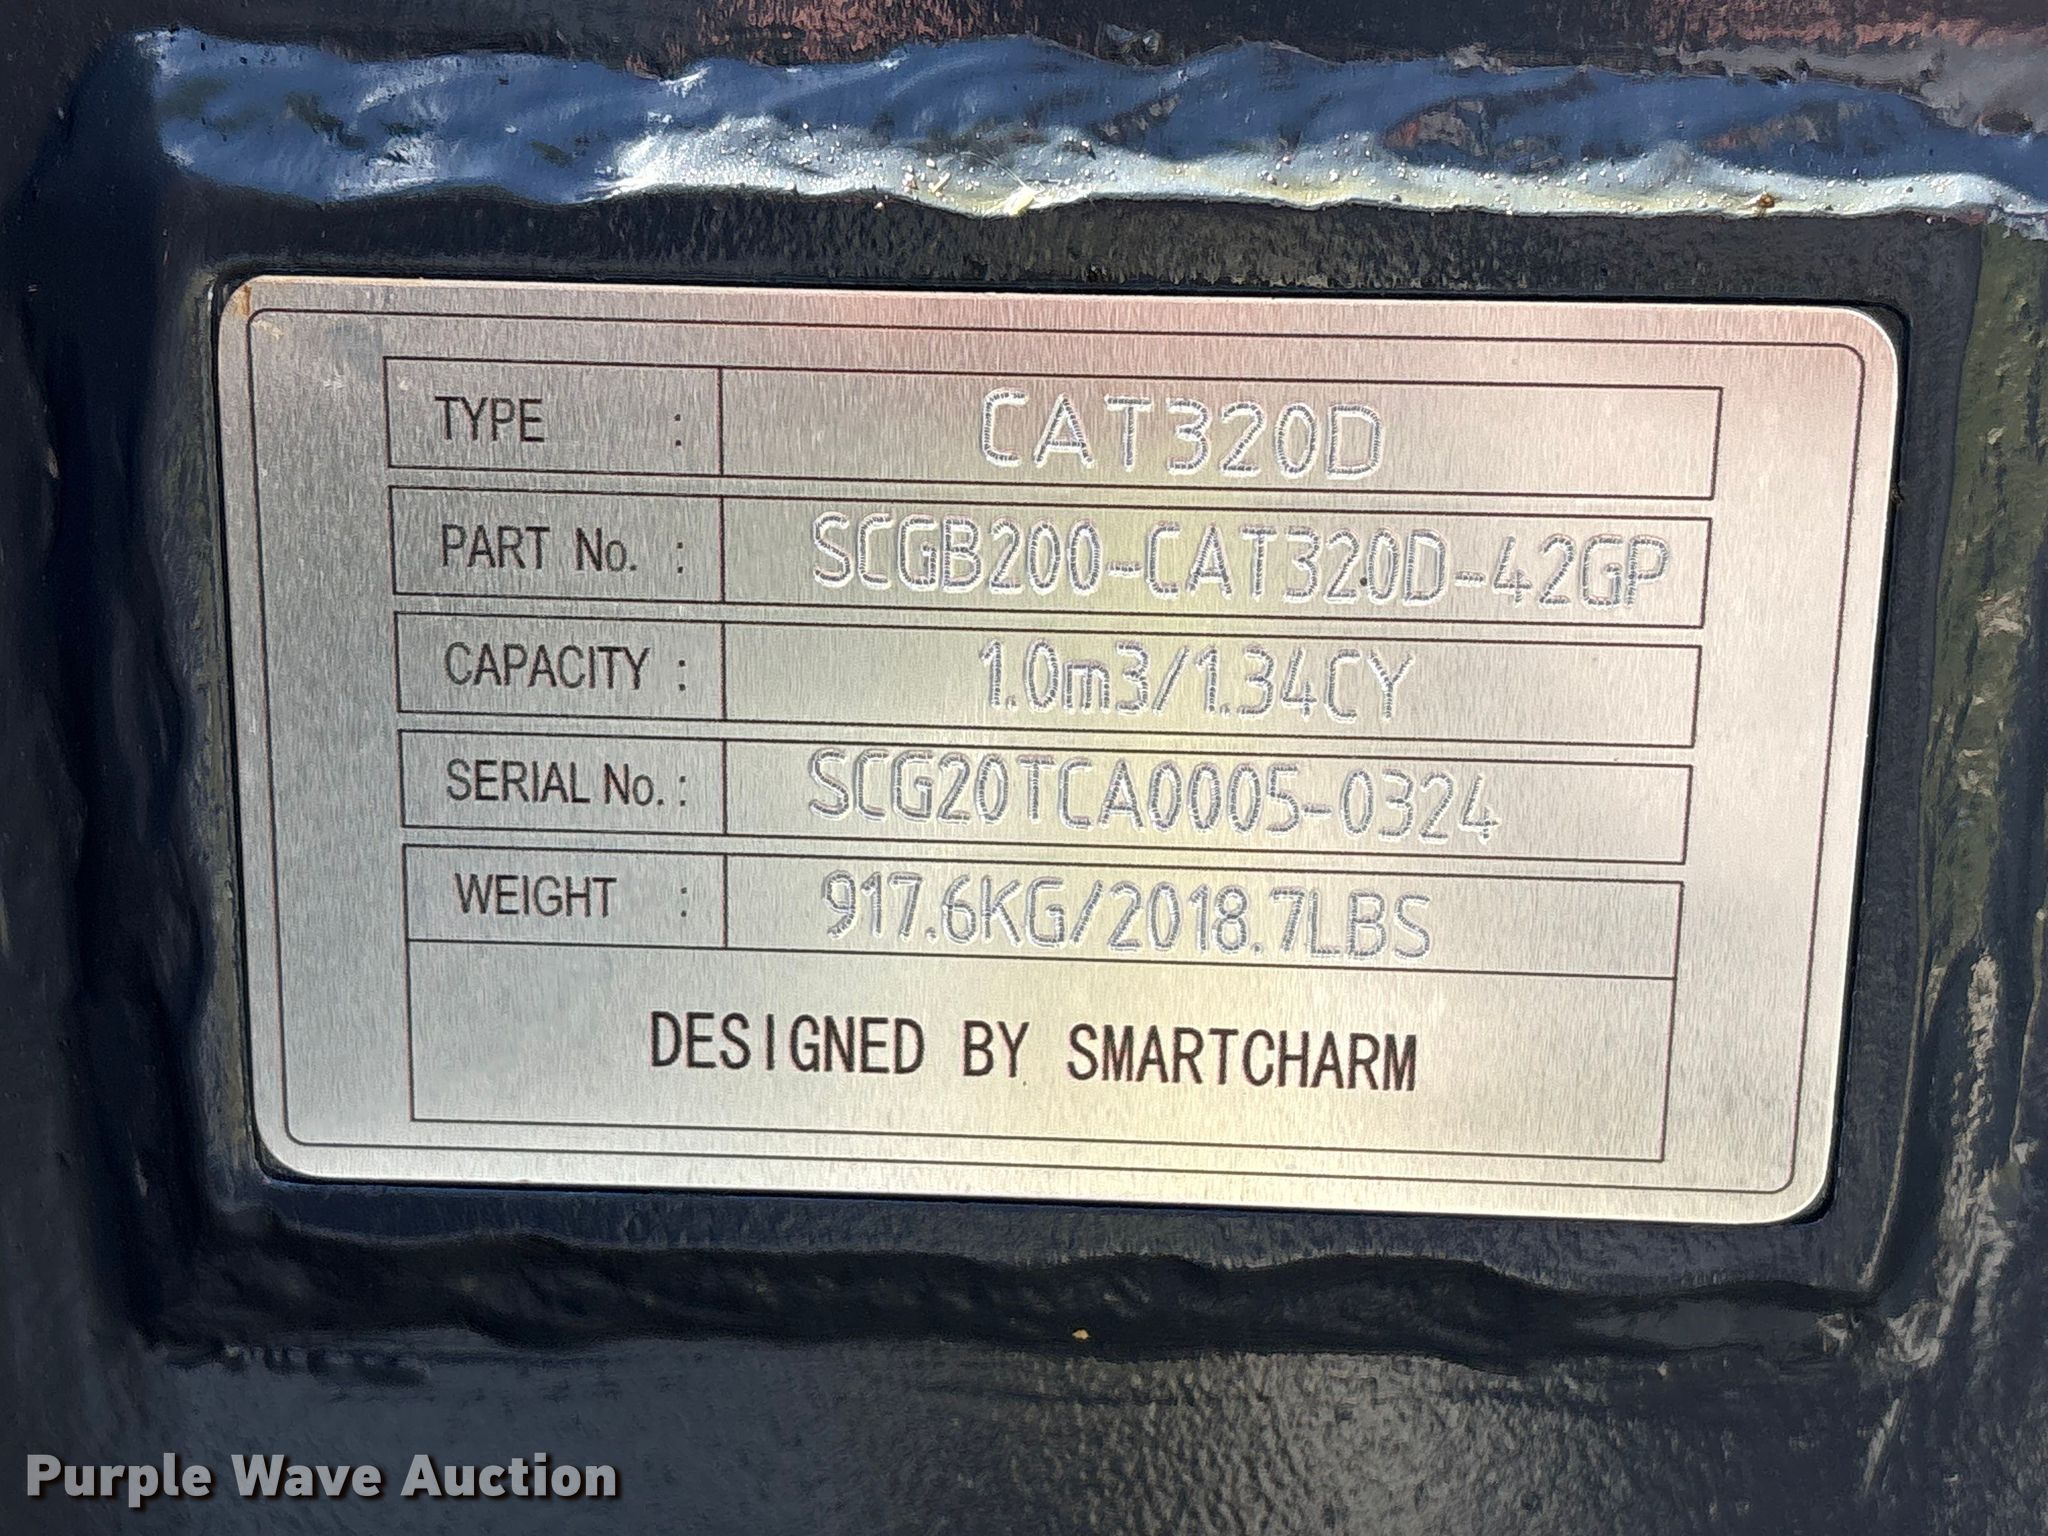 TYPE : CAT320D
PART No. : SCGB200-CAT320D-42GP
CAPACITY : 1.0m3/1.34CY
SERIAL No. : SCG20TCA0005-0324
WEIGHT : 917.6KG/2018.7LBS
DESIGNED BY SMARTCHARM
Purple Wave Auction